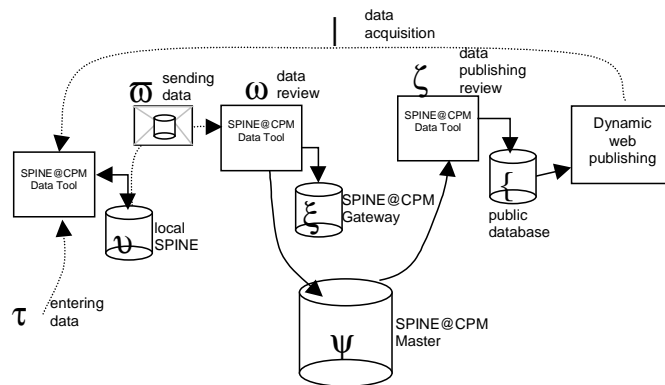 | data
acquisition
ϖ sending
data
ω data
review
ζ data
publishing
review
SPINE@CPM
Data Tool
SPINE@CPM
Data Tool
Dynamic
web
publishing
SPINE@CPM
Data Tool
{
public
database
ξ SPINE@CPM
Gateway
υ local
SPINE
τ entering
data
ψ SPINE@CPM
Master